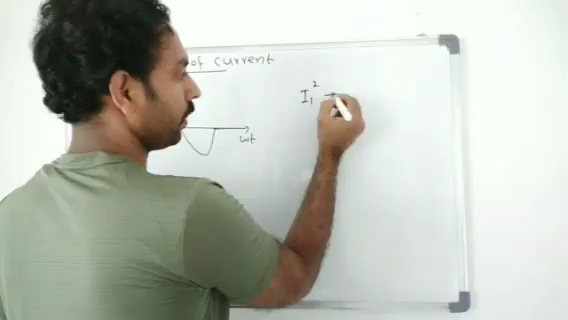 of current
I₁² →
ωt